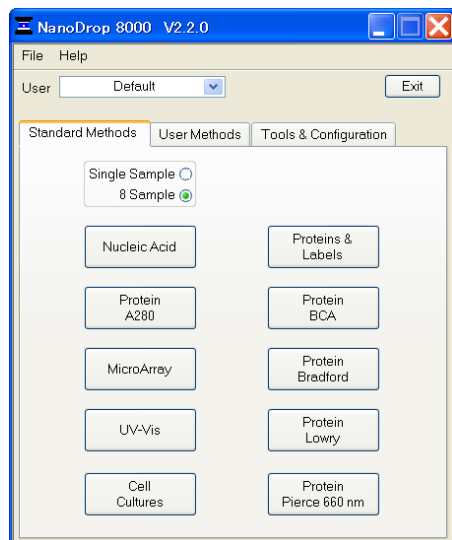 NanoDrop 8000 V2.2.0
File Help
User Default Exit
Standard Methods User Methods Tools & Configuration
Single Sample
8 Sample
Nucleic Acid
Proteins &
Labels
Protein
A280
Protein
BCA
MicroArray
Protein
Bradford
UV-Vis
Protein
Lowry
Cell
Cultures
Protein
Pierce 660 nm